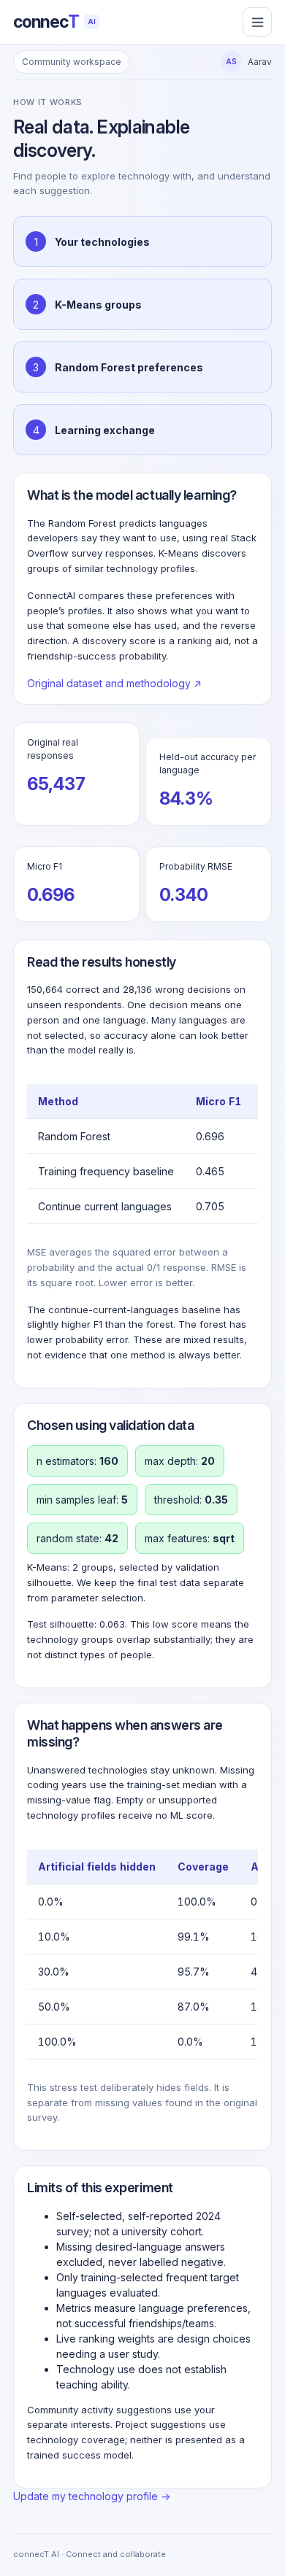 connecT AI
Community workspace
AS Aarav
HOW IT WORKS
Real data. Explainable
discovery.
Find people to explore technology with, and understand
each suggestion.
1 Your technologies
2 K-Means groups
3 Random Forest preferences
4 Learning exchange
What is the model actually learning?
The Random Forest predicts languages
developers say they want to use, using real Stack
Overflow survey responses. K-Means discovers
groups of similar technology profiles.
ConnectAI compares these preferences with
people's profiles. It also shows what you want to
use that someone else has used, and the reverse
direction. A discovery score is a ranking aid, not a
friendship-success probability.
Original dataset and methodology ↗
Original real
responses
65,437
Held-out accuracy per
language
84.3%
Micro F1
0.696
Probability RMSE
0.340
Read the results honestly
150,664 correct and 28,136 wrong decisions on
unseen respondents. One decision means one
person and one language. Many languages are
not selected, so accuracy alone can look better
than the model really is.
Method Micro F1
Random Forest 0.696
Training frequency baseline 0.465
Continue current languages 0.705
MSE averages the squared error between a
probability and the actual 0/1 response. RMSE is
its square root. Lower error is better.
The continue-current-languages baseline has
slightly higher F1 than the forest. The forest has
lower probability error. These are mixed results,
not evidence that one method is always better.
Chosen using validation data
n estimators: 160 max depth: 20
min samples leaf: 5 threshold: 0.35
random state: 42 max features: sqrt
K-Means: 2 groups, selected by validation
silhouette. We keep the final test data separate
from parameter selection.
Test silhouette: 0.063. This low score means the
technology groups overlap substantially; they are
not distinct types of people.
What happens when answers are
missing?
Unanswered technologies stay unknown. Missing
coding years use the training-set median with a
missing-value flag. Empty or unsupported
technology profiles receive no ML score.
Artificial fields hidden Coverage A
0.0% 100.0% 0
10.0% 99.1% 1
30.0% 95.7% 4
50.0% 87.0% 1
100.0% 0.0% 1
This stress test deliberately hides fields. It is
separate from missing values found in the original
survey.
Limits of this experiment
• Self-selected, self-reported 2024
survey; not a university cohort.
• Missing desired-language answers
excluded, never labelled negative.
• Only training-selected frequent target
languages evaluated.
• Metrics measure language preferences,
not successful friendships/teams.
• Live ranking weights are design choices
needing a user study.
• Technology use does not establish
teaching ability.
Community activity suggestions use your
separate interests. Project suggestions use
technology coverage; neither is presented as a
trained success model.
Update my technology profile →
connecT AI · Connect and collaborate